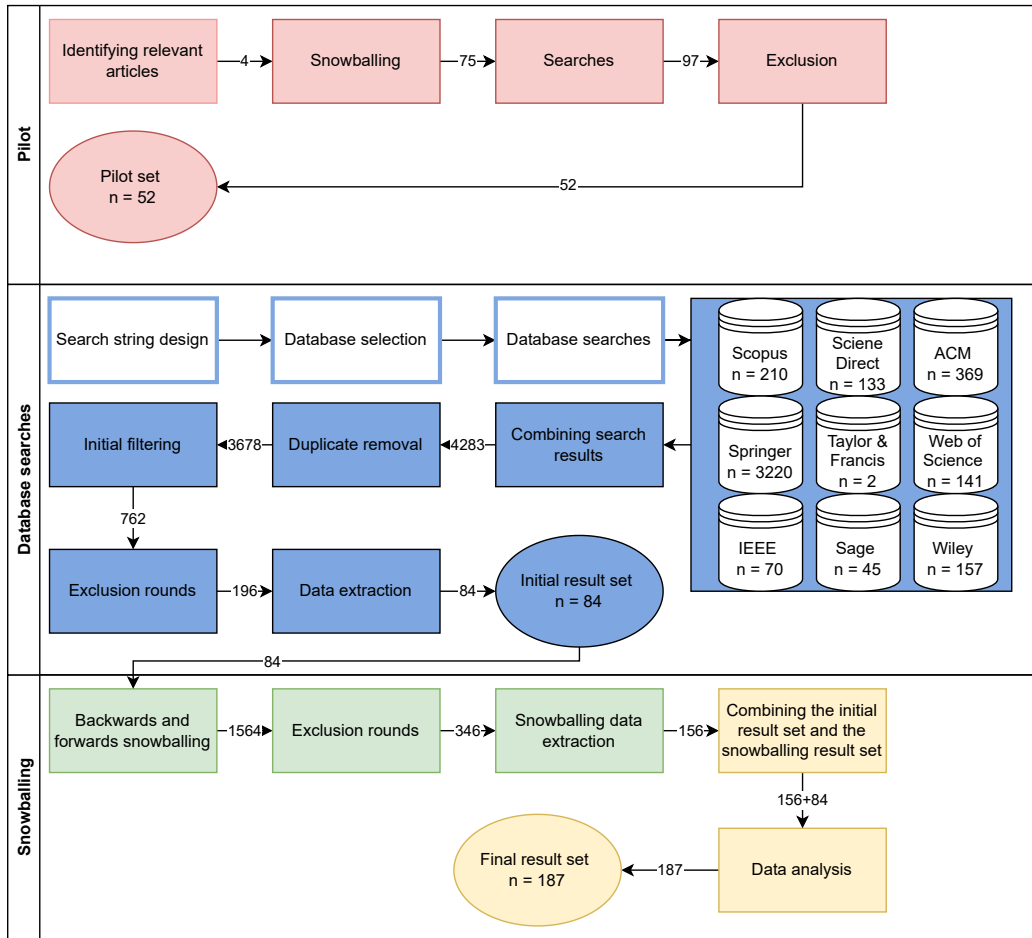 Pilot
Identifying relevant
articles
4
Snowballing
75
Searches
97
Exclusion
52
Pilot set
n = 52
Database searches
Search string design
Database selection
Database searches
Scopus
n = 210
Sciene
Direct
n = 133
ACM
n = 369
Springer
n = 3220
Taylor &
Francis
n = 2
Web of
Science
n = 141
IEEE
n = 70
Sage
n = 45
Wiley
n = 157
Combining search
results
4283
Duplicate removal
3678
Initial filtering
762
Exclusion rounds
196
Data extraction
84
Initial result set
n = 84
84
Snowballing
Backwards and
forwards snowballing
1564
Exclusion rounds
346
Snowballing data
extraction
156
Combining the initial
result set and the
snowballing result set
156+84
Data analysis
187
Final result set
n = 187